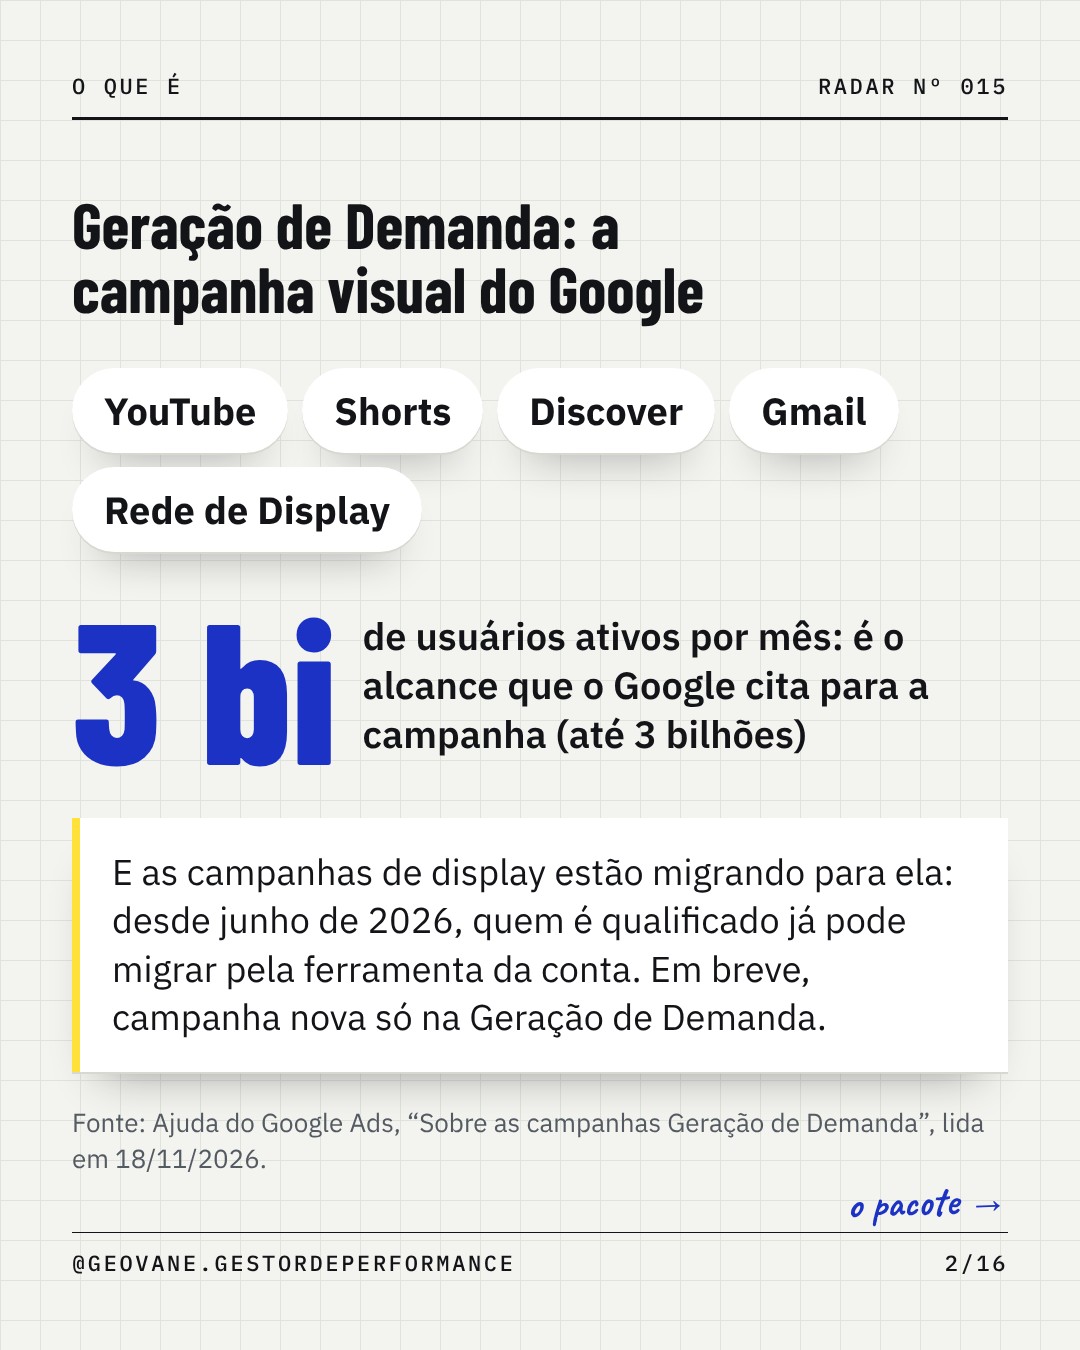 O QUE É
RADAR Nº 015
Geração de Demanda: a
campanha visual do Google
YouTube
Shorts
Discover
Gmail
Rede de Display
3 bi
de usuários ativos por mês: é o
alcance que o Google cita para a
campanha (até 3 bilhões)
E as campanhas de display estão migrando para ela:
desde junho de 2026, quem é qualificado já pode
migrar pela ferramenta da conta. Em breve,
campanha nova só na Geração de Demanda.
Fonte: Ajuda do Google Ads, “Sobre as campanhas Geração de Demanda”, lida
em 18/11/2026.
o pacote →
@GEOVANE.GESTORDEPERFORMANCE
2/16